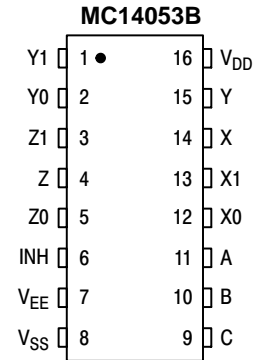 MC14053B
Y1 1 16 VDD
Y0 2 15 Y
Z1 3 14 X
Z 4 13 X1
Z0 5 12 X0
INH 6 11 A
VEE 7 10 B
VSS 8 9 C